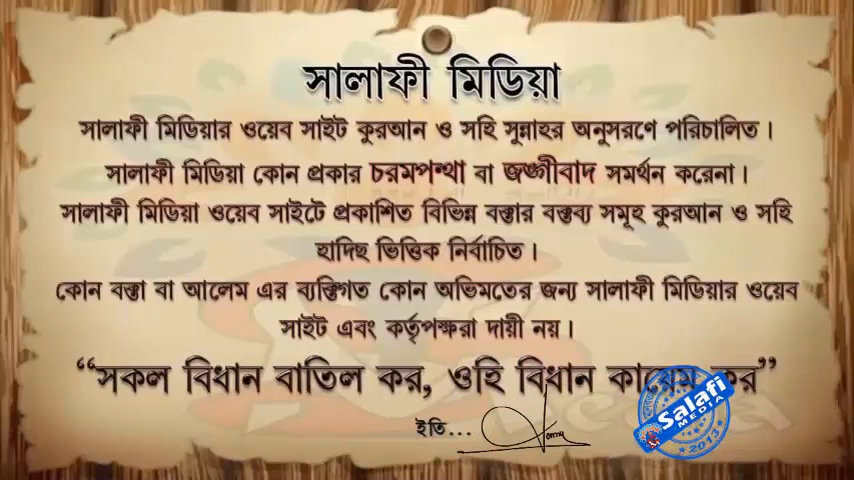 সালাফী মিডিয়া
সালাফী মিডিয়ার ওয়েব সাইট কুরআন ও সহি সুন্নাহর অনুসরণে পরিচালিত।
সালাফী মিডিয়া কোন প্রকার চরমপন্থা বা জঙ্গীবাদ সমর্থন করেনা।
সালাফী মিডিয়া ওয়েব সাইটে প্রকাশিত বিভিন্ন বক্তার বক্তব্য সমূহ কুরআন ও সহি
হাদিছ ভিত্তিক নির্বাচিত।
কোন বক্তা বা আলেম এর ব্যক্তিগত কোন অভিমতের জন্য সালাফী মিডিয়ার ওয়েব
সাইট এবং কর্তৃপক্ষরা দায়ী নয়।
“সকল বিধান বাতিল কর, ওহি বিধান কায়েম কর”
ইতি...
Salafi
MEDIA
2013